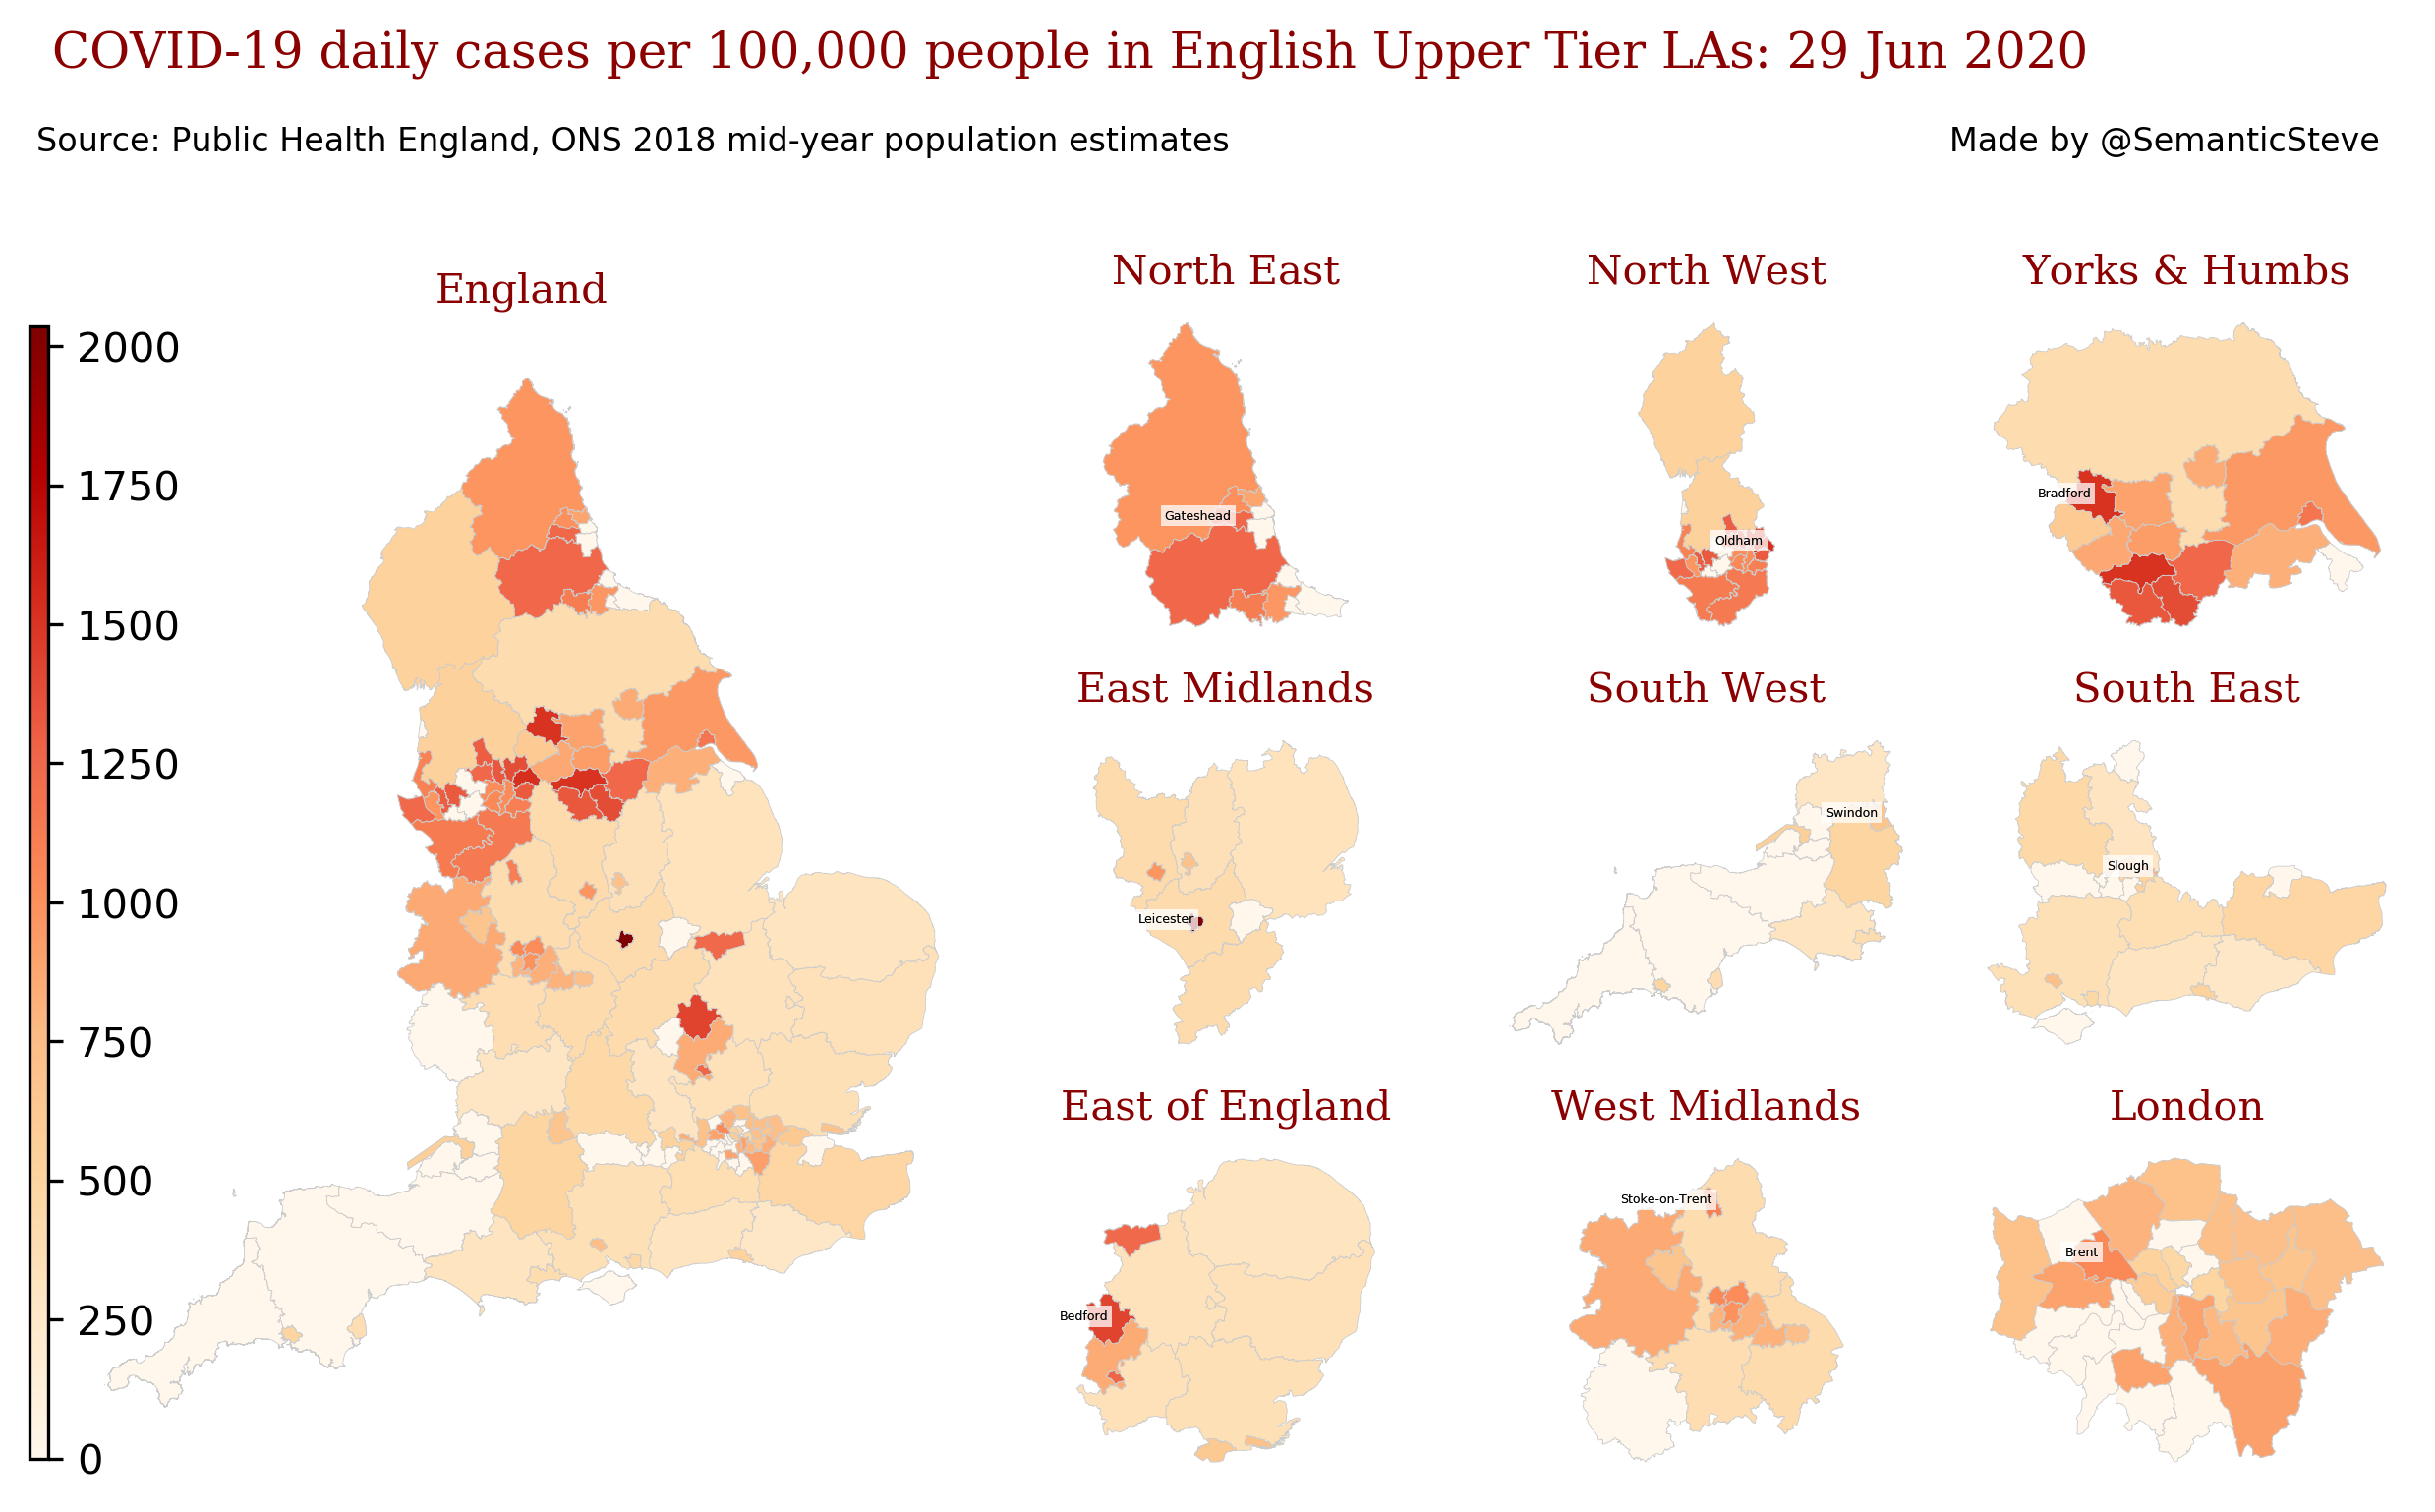 COVID-19 daily cases per 100,000 people in English Upper Tier LAs: 29 Jun 2020
Source: Public Health England, ONS 2018 mid-year population estimates
Made by @SemanticSteve
England
North East
North West
Yorks & Humbs
2000
1750
1500
1250
1000
750
500
250
0
Gateshead
Oldham
Bradford
East Midlands
South West
South East
Leicester
Swindon
Slough
East of England
West Midlands
London
Bedford
Stoke-on-Trent
Brent